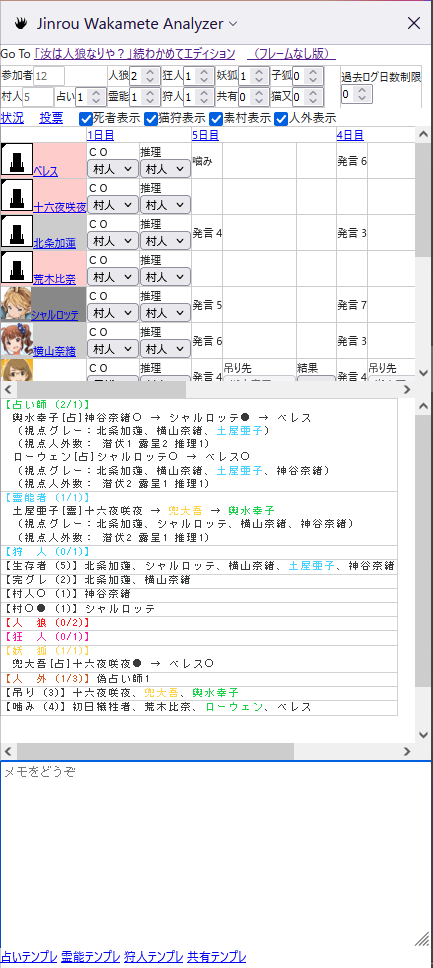 Jinrou Wakamete Analyzer
Go To 「汝は人狼なりや？」続わかめてエディション （フレームなし版）
参加者 12 人狼 2 狂人 1 妖狐 1 子狐 0 過去ログ日数制限
村人 5 占い 1 霊能 1 狩人 1 共有 0 猫又 0 0
状況 投票 死者表示 猫狩表示 素村表示 人外表示
1日目 5日目 4日目
ＣＯ 推理
ベレス 村人 村人 噛み 発言 6
ＣＯ 推理
十六夜咲夜 村人 村人
ＣＯ 推理
北条加蓮 村人 村人 発言 4 発言 3
ＣＯ 推理
荒木比奈 村人 村人
ＣＯ 推理
シャルロッテ 村人 村人 発言 5 発言 7
ＣＯ 推理
横山奈緒 村人 村人 発言 6 発言 3
ＣＯ 推理 発言 4 吊り先 結果 発言 4 吊り先
【占い師 (2/1)】
輿水幸子[占]神谷奈緒○ → シャルロッテ● → ベレス
（視点グレー：北条加蓮、横山奈緒、土屋亜子）
（視点人外数： 潜伏1 露呈2 推理1）
ローウェン[占]シャルロッテ○ → ベレス○
（視点グレー：北条加蓮、横山奈緒、土屋亜子、神谷奈緒）
（視点人外数： 潜伏2 露呈1 推理1）
【霊能者 (1/1)】
土屋亜子[霊]十六夜咲夜 → 兜大吾 → 輿水幸子
（視点グレー：北条加蓮、シャルロッテ、横山奈緒、神谷奈緒）
（視点人外数： 潜伏2 露呈1 推理1）
【狩　人 (0/1)】
【生存者 (5)】北条加蓮、シャルロッテ、横山奈緒、土屋亜子、神谷奈緒
【完グレ (2)】北条加蓮、横山奈緒
【村人○ (1)】神谷奈緒
【村○● (1)】シャルロッテ
【人　狼 (0/2)】
【狂　人 (0/1)】
【妖　狐 (1/1)】
兜大吾[占]十六夜咲夜● → ベレス○
【人　外 (1/3)】偽占い師1
【吊り (3)】十六夜咲夜、兜大吾、輿水幸子
【噛み (4)】初日犠牲者、荒木比奈、ローウェン、ベレス
メモをどうぞ
占いテンプレ 霊能テンプレ 狩人テンプレ 共有テンプレ